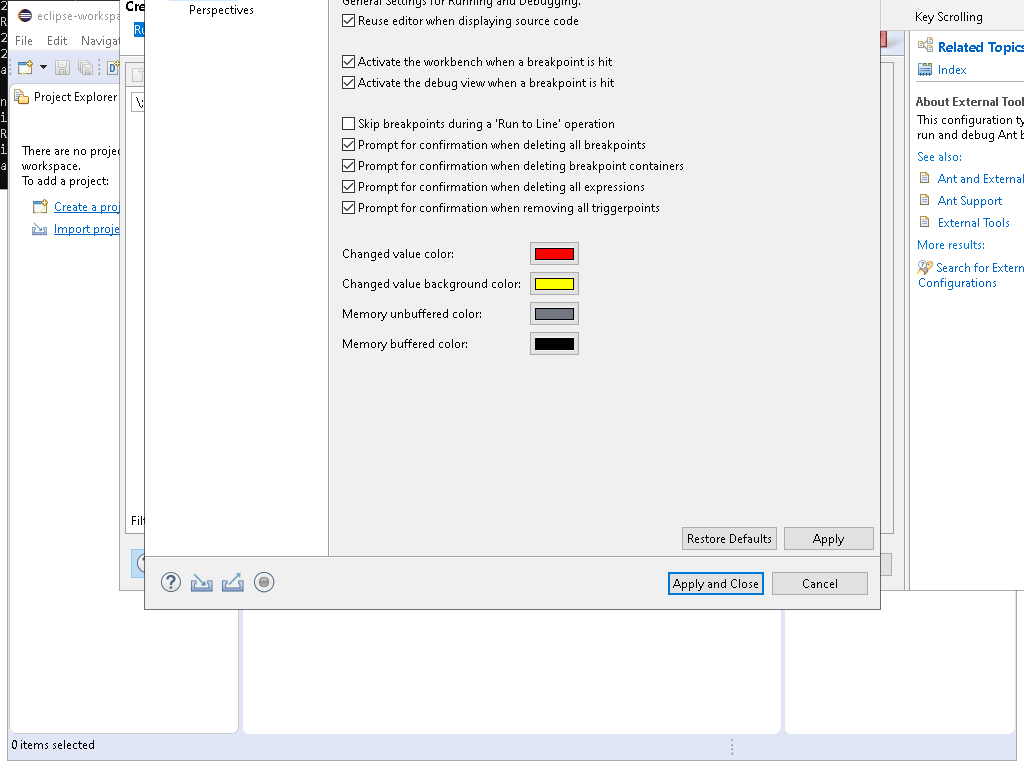 eclipse-workspa
File Edit Navigat
Project Explorer
There are no projec
workspace.
To add a project:
Create a proj
Import proje
0 items selected
Cre
Ru
Filt
Perspectives
General Settings for Running and Debugging.
Reuse editor when displaying source code
Activate the workbench when a breakpoint is hit
Activate the debug view when a breakpoint is hit
Skip breakpoints during a 'Run to Line' operation
Prompt for confirmation when deleting all breakpoints
Prompt for confirmation when deleting breakpoint containers
Prompt for confirmation when deleting all expressions
Prompt for confirmation when removing all triggerpoints
Changed value color:
Changed value background color:
Memory unbuffered color:
Memory buffered color:
Restore Defaults Apply
Apply and Close Cancel
Key Scrolling
Related Topics
Index
About External Tool
This configuration ty
run and debug Ant b
See also:
Ant and External
Ant Support
External Tools
More results:
Search for Extern
Configurations